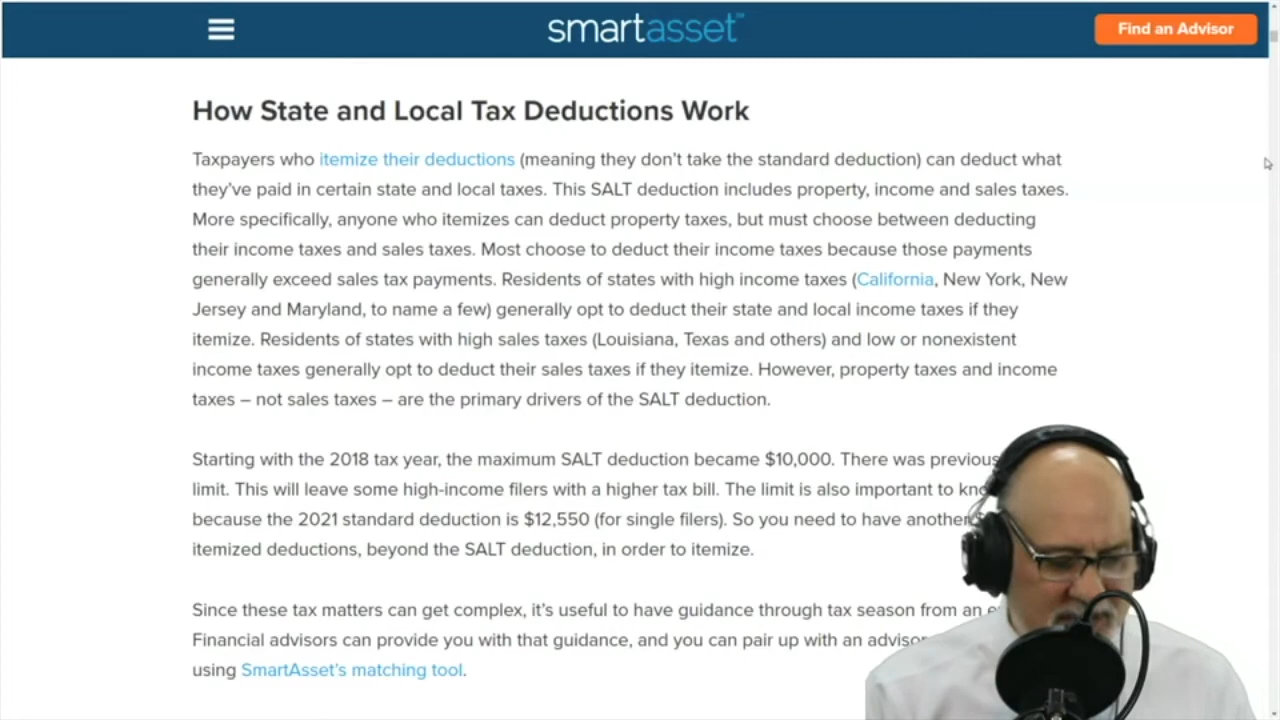 smartasset™
Find an Advisor
How State and Local Tax Deductions Work
Taxpayers who itemize their deductions (meaning they don't take the standard deduction) can deduct what
they've paid in certain state and local taxes. This SALT deduction includes property, income and sales taxes.
More specifically, anyone who itemizes can deduct property taxes, but must choose between deducting
their income taxes and sales taxes. Most choose to deduct their income taxes because those payments
generally exceed sales tax payments. Residents of states with high income taxes (California, New York, New
Jersey and Maryland, to name a few) generally opt to deduct their state and local income taxes if they
itemize. Residents of states with high sales taxes (Louisiana, Texas and others) and low or nonexistent
income taxes generally opt to deduct their sales taxes if they itemize. However, property taxes and income
taxes – not sales taxes – are the primary drivers of the SALT deduction.
Starting with the 2018 tax year, the maximum SALT deduction became $10,000. There was
limit. This will leave some high-income filers with a higher tax bill. The limit is also important to
because the 2021 standard deduction is $12,550 (for single filers). So you need to have another
itemized deductions, beyond the SALT deduction, in order to itemize.
Since these tax matters can get complex, it's useful to have guidance through tax season from an
Financial advisors can provide you with that guidance, and you can pair up with an advisor
using SmartAsset's matching tool.